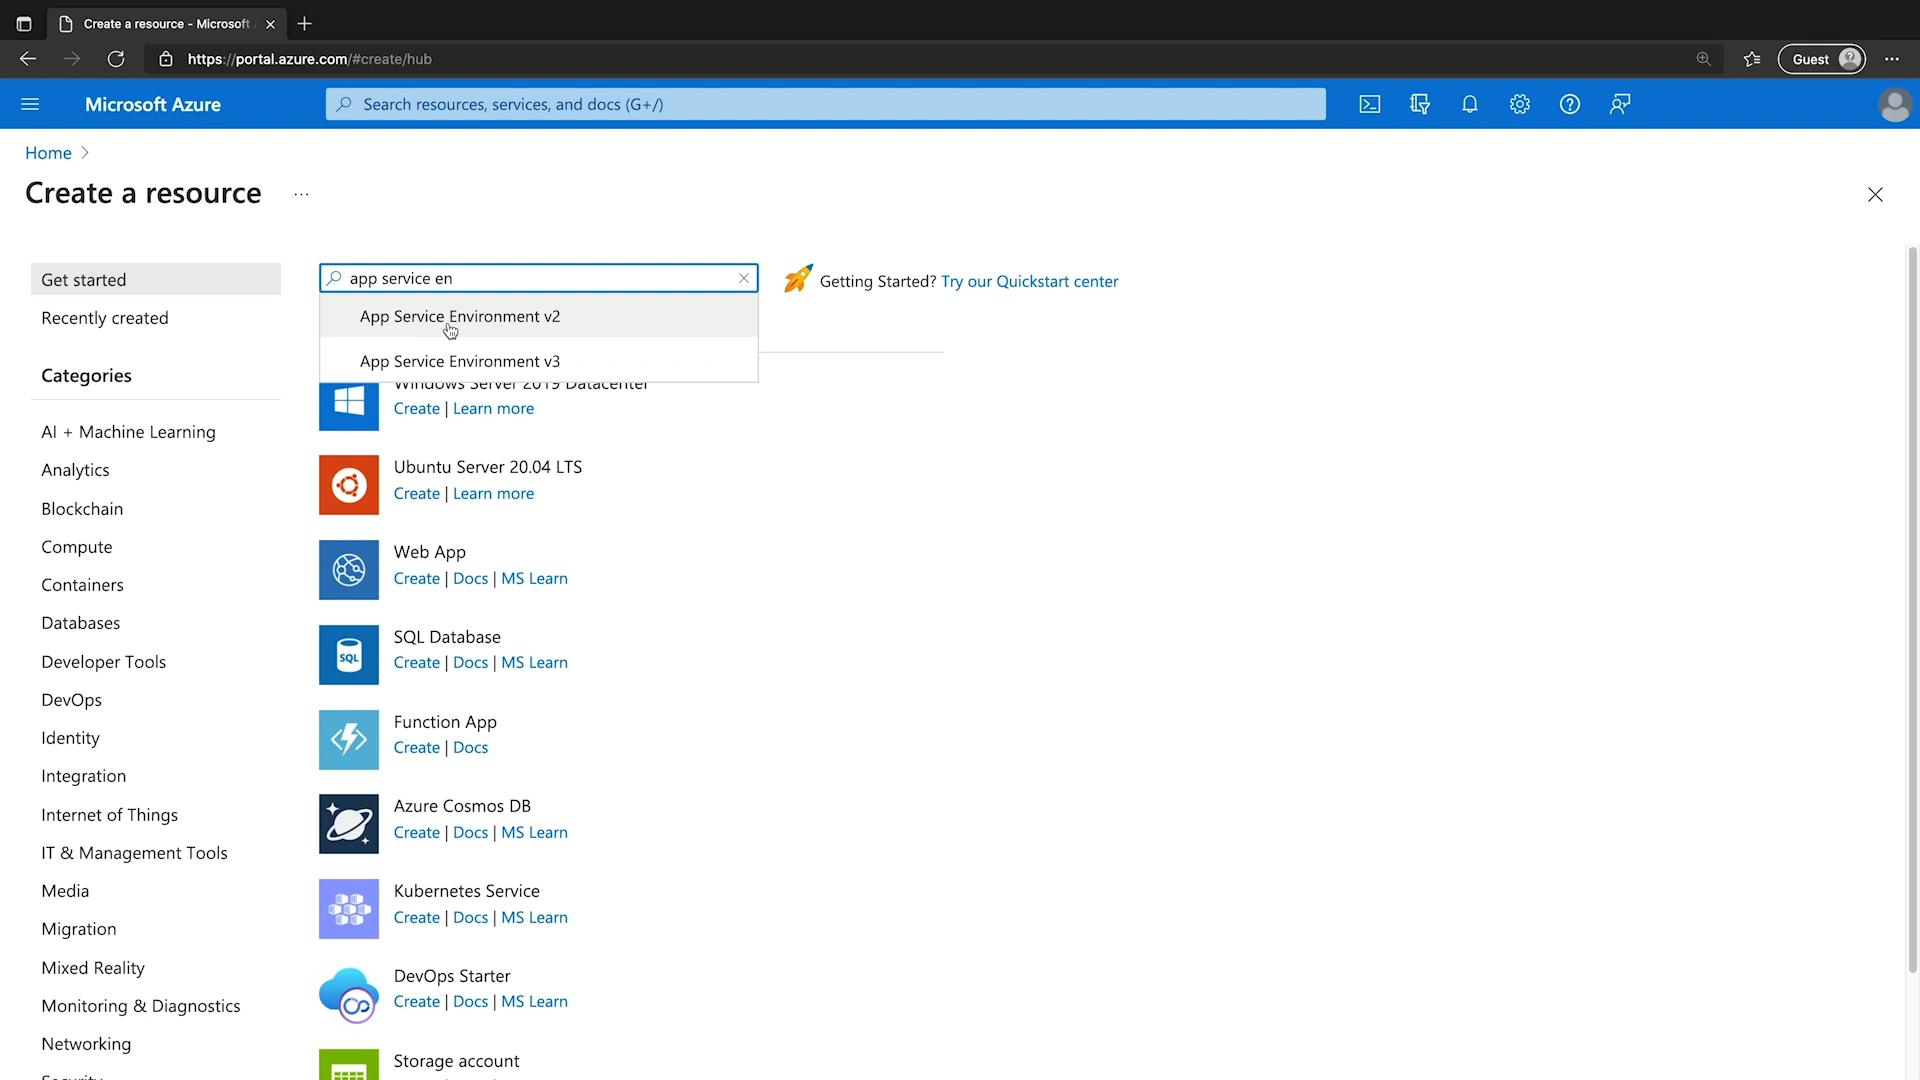 Create a resource - Microsoft
https://portal.azure.com/#create/hub
Guest
Microsoft Azure
Search resources, services, and docs (G+/)
Home
Create a resource
Get started
Recently created
Categories
AI + Machine Learning
Analytics
Blockchain
Compute
Containers
Databases
Developer Tools
DevOps
Identity
Integration
Internet of Things
IT & Management Tools
Media
Migration
Mixed Reality
Monitoring & Diagnostics
Networking
Security
app service en
App Service Environment v2
App Service Environment v3
Getting Started? Try our Quickstart center
Windows Server 2019 Datacenter
Create | Learn more
Ubuntu Server 20.04 LTS
Create | Learn more
Web App
Create | Docs | MS Learn
SQL
SQL Database
Create | Docs | MS Learn
Function App
Create | Docs
Azure Cosmos DB
Create | Docs | MS Learn
Kubernetes Service
Create | Docs | MS Learn
DevOps Starter
Create | Docs | MS Learn
Storage account